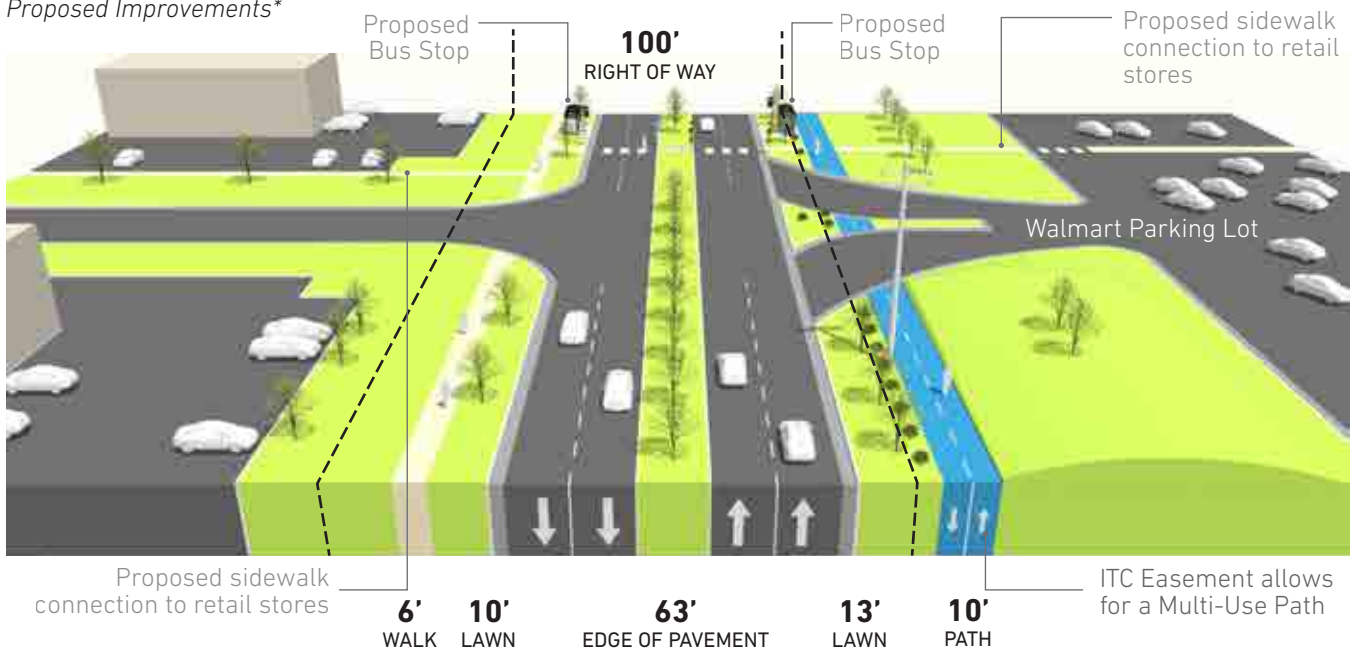 Proposed Improvements*
Proposed
Bus Stop
100'
RIGHT OF WAY
Proposed
Bus Stop
Proposed sidewalk
connection to retail
stores
Walmart Parking Lot
Proposed sidewalk
connection to retail stores
6'
WALK
10'
LAWN
63'
EDGE OF PAVEMENT
13'
LAWN
10'
PATH
ITC Easement allows
for a Multi-Use Path